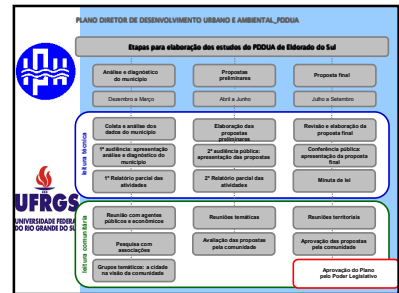 PLANO DIRETOR DE DESENVOLVIMENTO URBANO E AMBIENTAL_PDDUA
Etapas para elaboração dos estudos do PDDUA de Eldorado do Sul
Análise e diagnóstico
do município
Propostas
preliminares
Proposta final
Dezembro a Março
Abril a Junho
Julho a Setembro
leitura técnica
Coleta e análise dos
dados do município
Elaboração das
propostas
preliminares
Revisão e elaboração da
proposta final
1ª audiência: apresentação
análise e diagnóstico do
município
2ª audiência pública:
apresentação das propostas
Conferência pública:
apresentação da proposta
final
1º Relatório parcial das
atividades
2º Relatório parcial das
atividades
Minuta de lei
UFRGS
UNIVERSIDADE FEDERA
DO RIO GRANDE DO SU
leitura comunitária
Reunião com agentes
públicos e econômicos
Reuniões temáticas
Reuniões territoriais
Pesquisa com
associações
Avaliação das propostas
pela comunidade
Aprovação das propostas
pela comunidade
Grupos temáticos: a cidade
na visão da comunidade
Aprovação do Plano
pelo Poder Legislativo